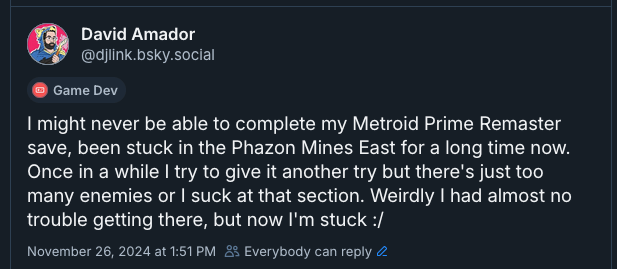 David Amador
@djlink.bsky.social
Game Dev
I might never be able to complete my Metroid Prime Remaster
save, been stuck in the Phazon Mines East for a long time now.
Once in a while I try to give it another try but there's just too
many enemies or I suck at that section. Weirdly I had almost no
trouble getting there, but now I'm stuck :/
November 26, 2024 at 1:51 PM Everybody can reply